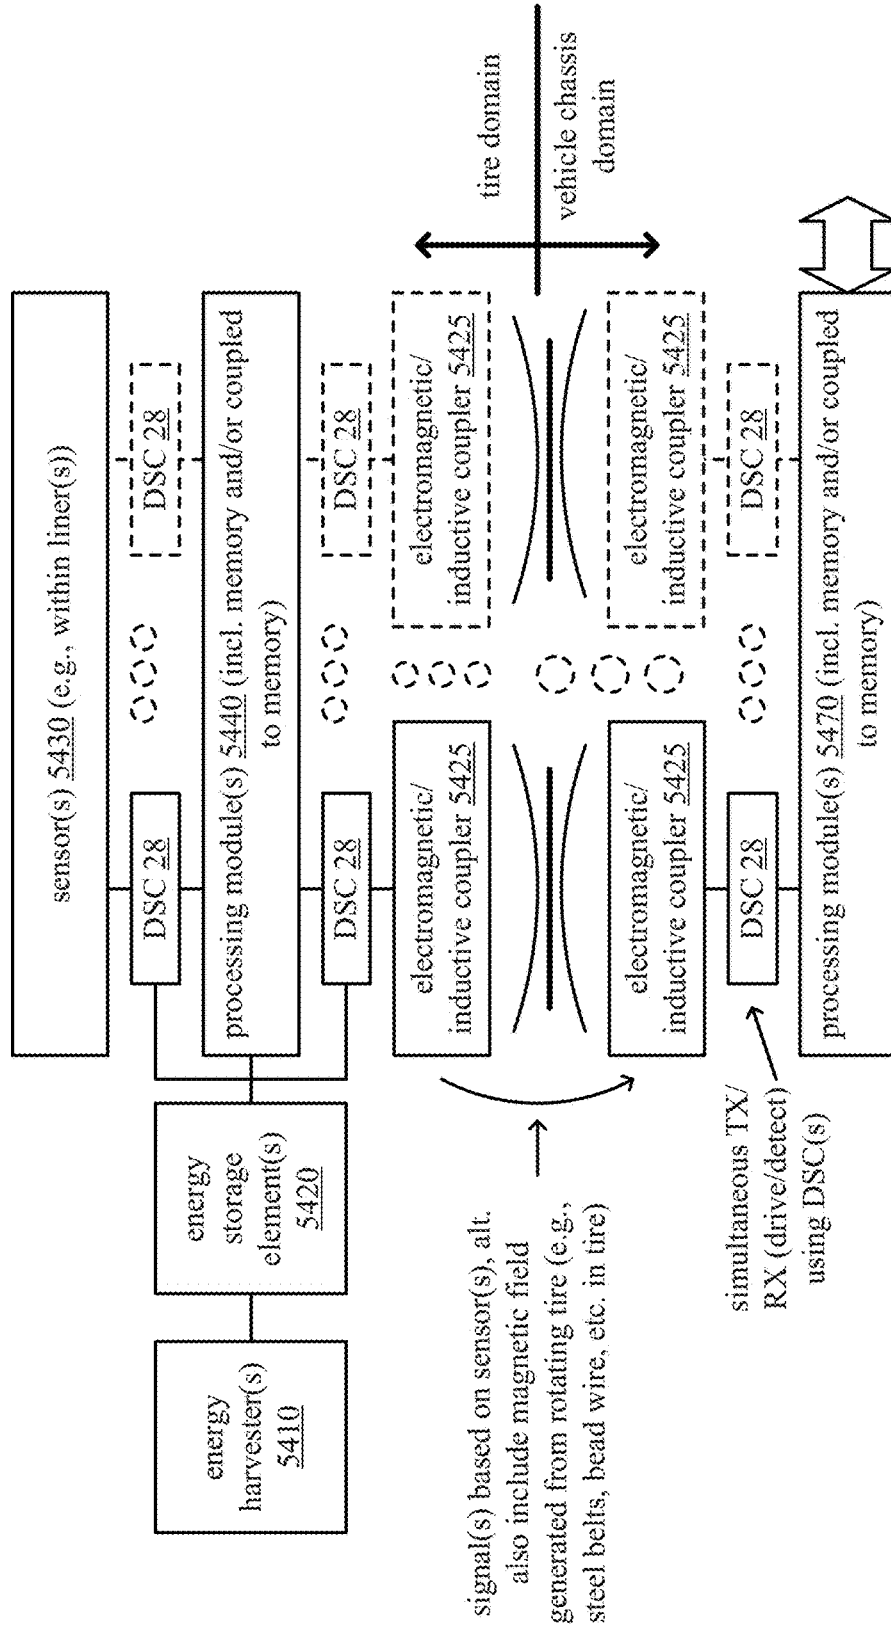 sensor(s) 5430 (e.g., within liner(s))
DSC 28
DSC 28
energy
harvester(s)
5410
energy
storage
element(s)
5420
processing module(s) 5440 (incl. memory and/or coupled
to memory)
DSC 28
DSC 28
electromagnetic/
inductive coupler 5425
electromagnetic/
inductive coupler 5425
tire domain
vehicle chassis
domain
signal(s) based on sensor(s), alt.
also include magnetic field
generated from rotating tire (e.g.,
steel belts, bead wire, etc. in tire)
electromagnetic/
inductive coupler 5425
electromagnetic/
inductive coupler 5425
simultaneous TX/
RX (drive/detect)
using DSC(s)
DSC 28
DSC 28
processing module(s) 5470 (incl. memory and/or coupled
to memory)